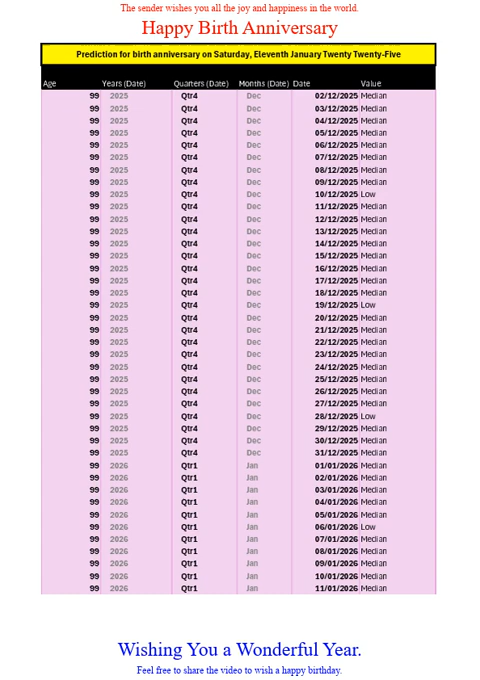 The sender wishes you all the joy and happiness in the world.
Happy Birth Anniversary
Prediction for birth anniversary on Saturday, Eleventh January Twenty Twenty-Five
Age Years (Date) Quarters (Date) Months (Date) Date Value
99 2025 Qtr4 Dec 02/12/2025 Median
99 2025 Qtr4 Dec 03/12/2025 Median
99 2025 Qtr4 Dec 04/12/2025 Median
99 2025 Qtr4 Dec 05/12/2025 Median
99 2025 Qtr4 Dec 06/12/2025 Median
99 2025 Qtr4 Dec 07/12/2025 Median
99 2025 Qtr4 Dec 08/12/2025 Median
99 2025 Qtr4 Dec 09/12/2025 Median
99 2025 Qtr4 Dec 10/12/2025 Low
99 2025 Qtr4 Dec 11/12/2025 Median
99 2025 Qtr4 Dec 12/12/2025 Median
99 2025 Qtr4 Dec 13/12/2025 Median
99 2025 Qtr4 Dec 14/12/2025 Median
99 2025 Qtr4 Dec 15/12/2025 Median
99 2025 Qtr4 Dec 16/12/2025 Median
99 2025 Qtr4 Dec 17/12/2025 Median
99 2025 Qtr4 Dec 18/12/2025 Median
99 2025 Qtr4 Dec 19/12/2025 Low
99 2025 Qtr4 Dec 20/12/2025 Median
99 2025 Qtr4 Dec 21/12/2025 Median
99 2025 Qtr4 Dec 22/12/2025 Median
99 2025 Qtr4 Dec 23/12/2025 Median
99 2025 Qtr4 Dec 24/12/2025 Median
99 2025 Qtr4 Dec 25/12/2025 Median
99 2025 Qtr4 Dec 26/12/2025 Median
99 2025 Qtr4 Dec 27/12/2025 Median
99 2025 Qtr4 Dec 28/12/2025 Low
99 2025 Qtr4 Dec 29/12/2025 Median
99 2025 Qtr4 Dec 30/12/2025 Median
99 2025 Qtr4 Dec 31/12/2025 Median
99 2026 Qtr1 Jan 01/01/2026 Median
99 2026 Qtr1 Jan 02/01/2026 Median
99 2026 Qtr1 Jan 03/01/2026 Median
99 2026 Qtr1 Jan 04/01/2026 Median
99 2026 Qtr1 Jan 05/01/2026 Median
99 2026 Qtr1 Jan 06/01/2026 Low
99 2026 Qtr1 Jan 07/01/2026 Median
99 2026 Qtr1 Jan 08/01/2026 Median
99 2026 Qtr1 Jan 09/01/2026 Median
99 2026 Qtr1 Jan 10/01/2026 Median
99 2026 Qtr1 Jan 11/01/2026 Median
Wishing You a Wonderful Year.
Feel free to share the video to wish a happy birthday.